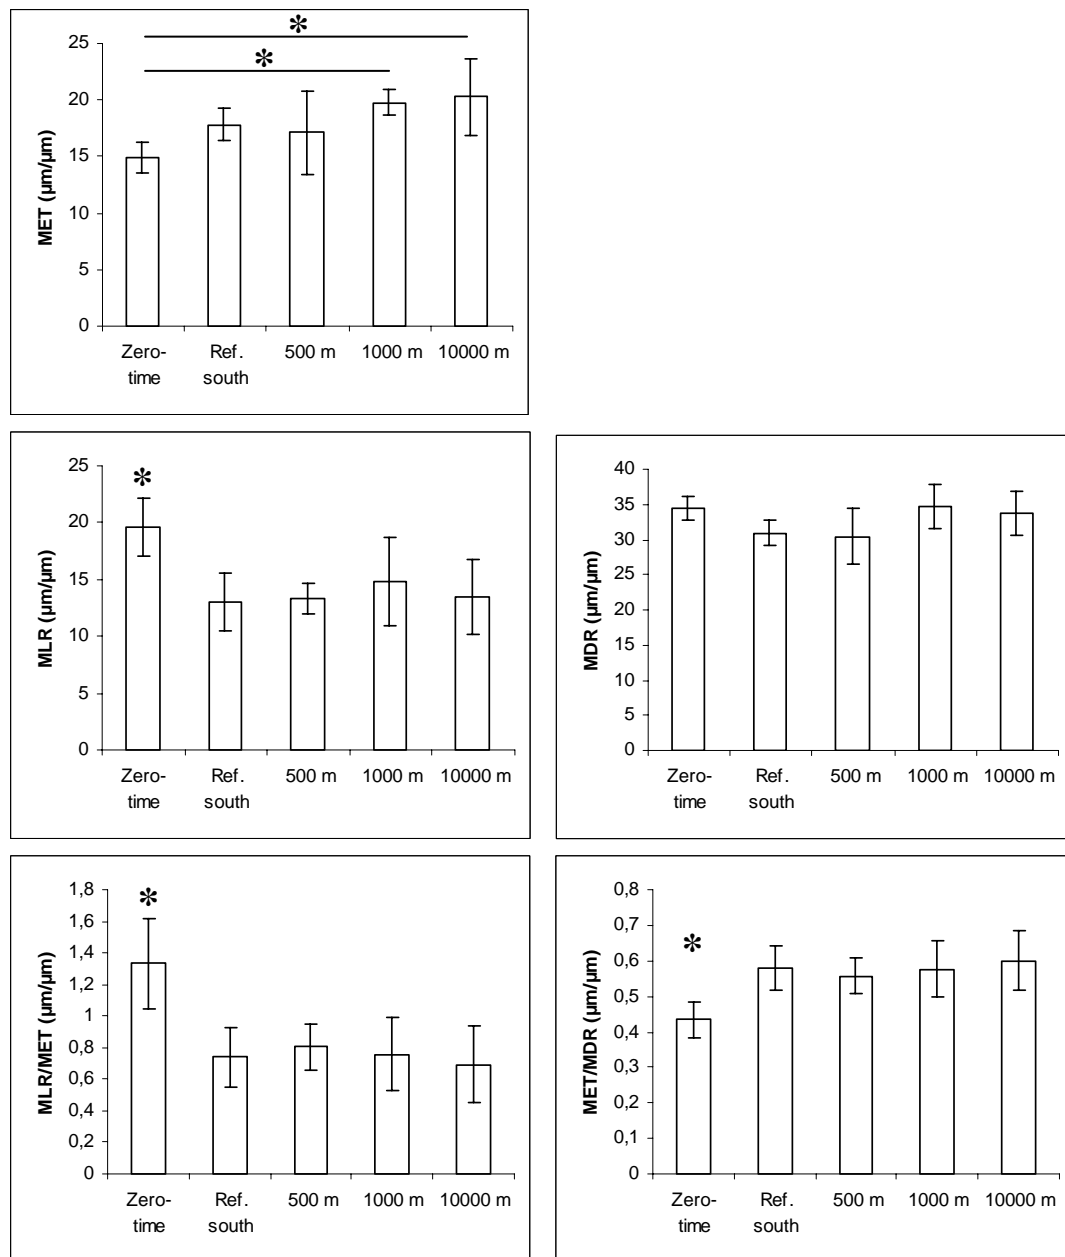 *
*
25
20
15
10
5
0
MET (µm/µm)
Zero-time
Ref. south
500 m
1000 m
10000 m
25
20
15
10
5
0
MLR (µm/µm)
*
Zero-time
Ref. south
500 m
1000 m
10000 m
40
35
30
25
20
15
10
5
0
MDR (µm/µm)
Zero-time
Ref. south
500 m
1000 m
10000 m
1,8
1,6
1,4
1,2
1
0,8
0,6
0,4
0,2
0
MLR/MET (µm/µm)
*
Zero-time
Ref. south
500 m
1000 m
10000 m
0,8
0,7
0,6
0,5
0,4
0,3
0,2
0,1
0
MET/MDR (µm/µm)
*
Zero-time
Ref. south
500 m
1000 m
10000 m